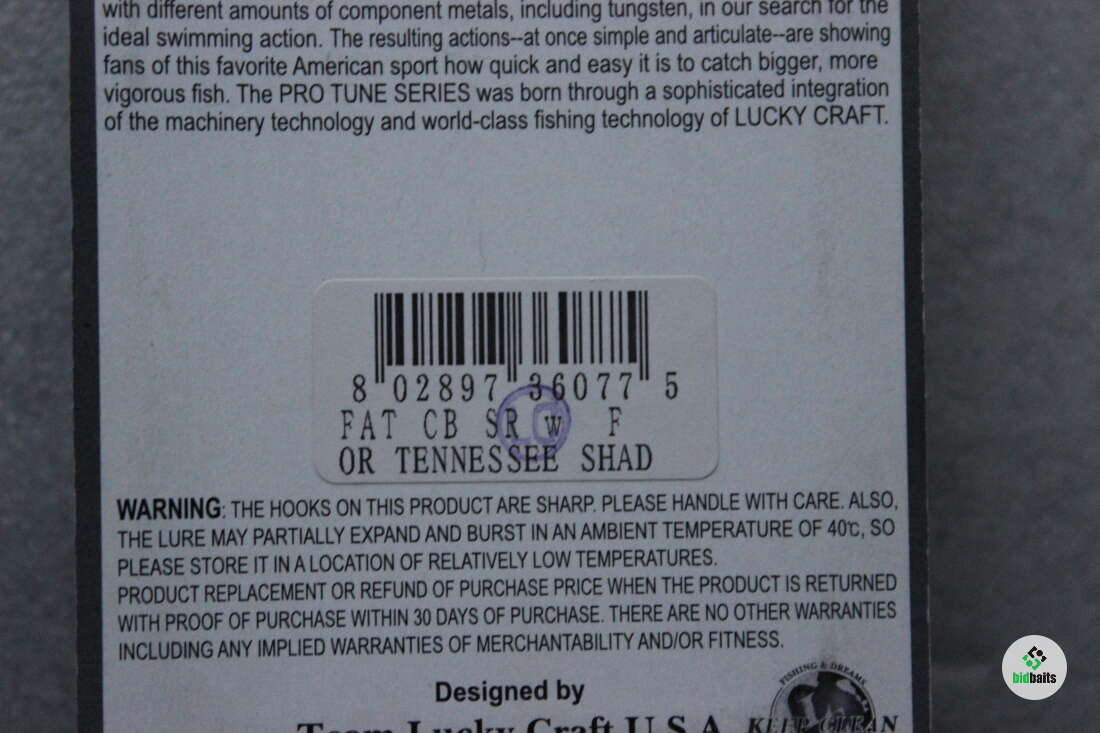 with different amounts of component metals, including tungsten, in our search for the
ideal swimming action. The resulting actions--at once simple and articulate--are showing
fans of this favorite American sport how quick and easy it is to catch bigger, more
vigorous fish. The PRO TUNE SERIES was born through a sophisticated integration
of the machinery technology and world-class fishing technology of LUCKY CRAFT.
8 02897 36077 5
FAT CB SR w F
OR TENNESSEE SHAD
WARNING: THE HOOKS ON THIS PRODUCT ARE SHARP. PLEASE HANDLE WITH CARE. ALSO,
THE LURE MAY PARTIALLY EXPAND AND BURST IN AN AMBIENT TEMPERATURE OF 40℃, SO
PLEASE STORE IT IN A LOCATION OF RELATIVELY LOW TEMPERATURES.
PRODUCT REPLACEMENT OR REFUND OF PURCHASE PRICE WHEN THE PRODUCT IS RETURNED
WITH PROOF OF PURCHASE WITHIN 30 DAYS OF PURCHASE. THERE ARE NO OTHER WARRANTIES
INCLUDING ANY IMPLIED WARRANTIES OF MERCHANTABILITY AND/OR FITNESS.
Designed by
Team Lucky Craft U.S.A.
FISHING & DREAMS
KEEP CLEAN
bidbaits